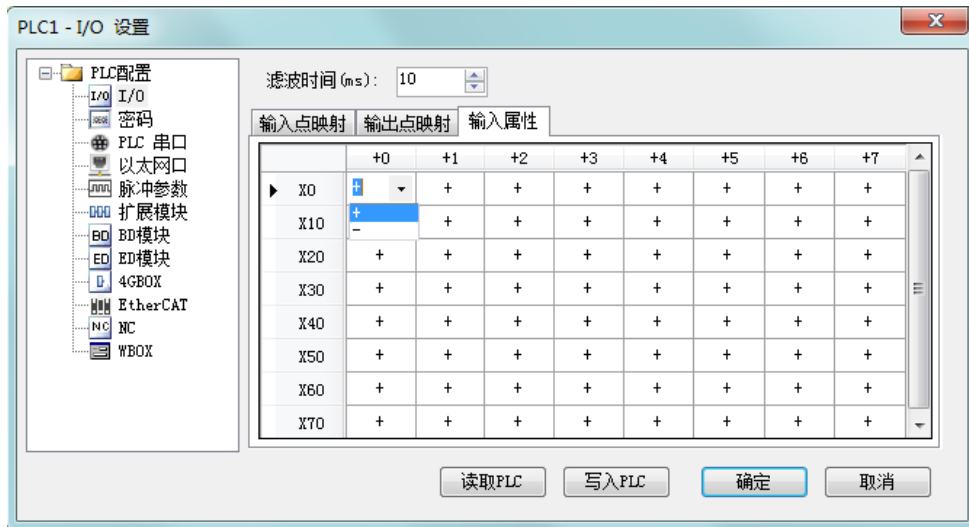 PLC1 - I/O 设置
PLC配置
I/O I/O
密码
PLC 串口
以太网口
脉冲参数
扩展模块
BD BD模块
ED ED模块
4GBOX
EtherCAT
NC NC
WBOX
滤波时间(ms): 10
输入点映射 输出点映射 输入属性
+0 +1 +2 +3 +4 +5 +6 +7
X0 + + + + + + + +
+
−
X10 + + + + + + +
X20 + + + + + + + +
X30 + + + + + + + +
X40 + + + + + + + +
X50 + + + + + + + +
X60 + + + + + + + +
X70 + + + + + + + +
读取PLC 写入PLC 确定 取消